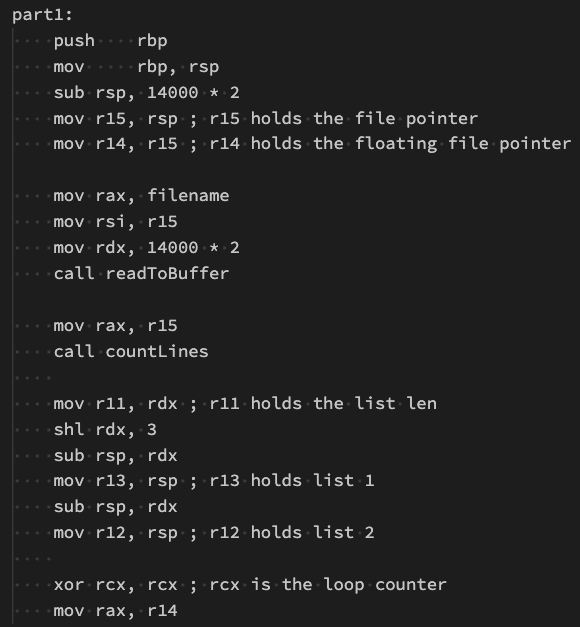 part1:
push rbp
mov rbp, rsp
sub rsp, 14000 * 2
mov r15, rsp ; r15 holds the file pointer
mov r14, r15 ; r14 holds the floating file pointer
mov rax, filename
mov rsi, r15
mov rdx, 14000 * 2
call readToBuffer
mov rax, r15
call countLines
mov r11, rdx ; r11 holds the list len
shl rdx, 3
sub rsp, rdx
mov r13, rsp ; r13 holds list 1
sub rsp, rdx
mov r12, rsp ; r12 holds list 2
xor rcx, rcx ; rcx is the loop counter
mov rax, r14